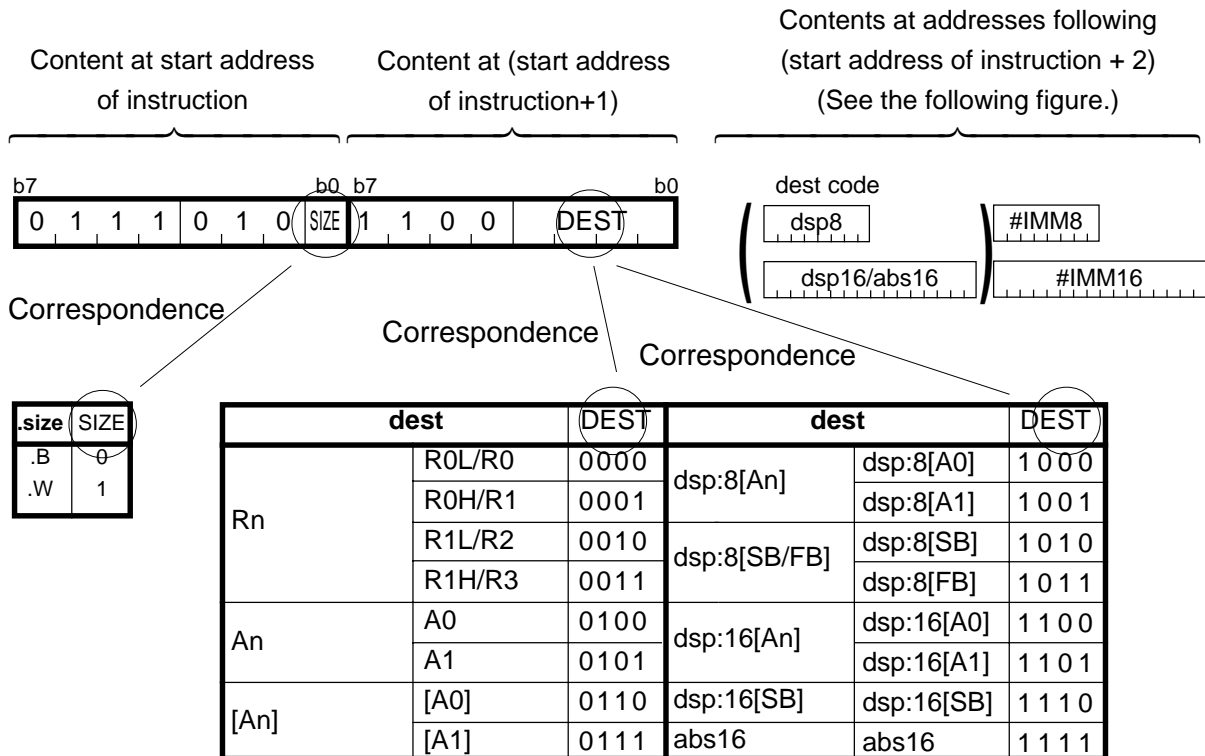 Content at start address
of instruction
Content at (start address
of instruction+1)
Contents at addresses following
(start address of instruction + 2)
(See the following figure.)
b7 b0 b7 b0
0 1 1 1 0 1 0 SIZE 1 1 0 0 DEST
dest code
( dsp8 ) #IMM8
dsp16/abs16 #IMM16
Correspondence
Correspondence
Correspondence
.size SIZE
.B 0
.W 1
dest DEST dest DEST
Rn R0L/R0 0000 dsp:8[An] dsp:8[A0] 1000
R0H/R1 0001 dsp:8[A1] 1001
R1L/R2 0010 dsp:8[SB/FB] dsp:8[SB] 1010
R1H/R3 0011 dsp:8[FB] 1011
An A0 0100 dsp:16[An] dsp:16[A0] 1100
A1 0101 dsp:16[A1] 1101
[An] [A0] 0110 dsp:16[SB] dsp:16[SB] 1110
[A1] 0111 abs16 abs16 1111